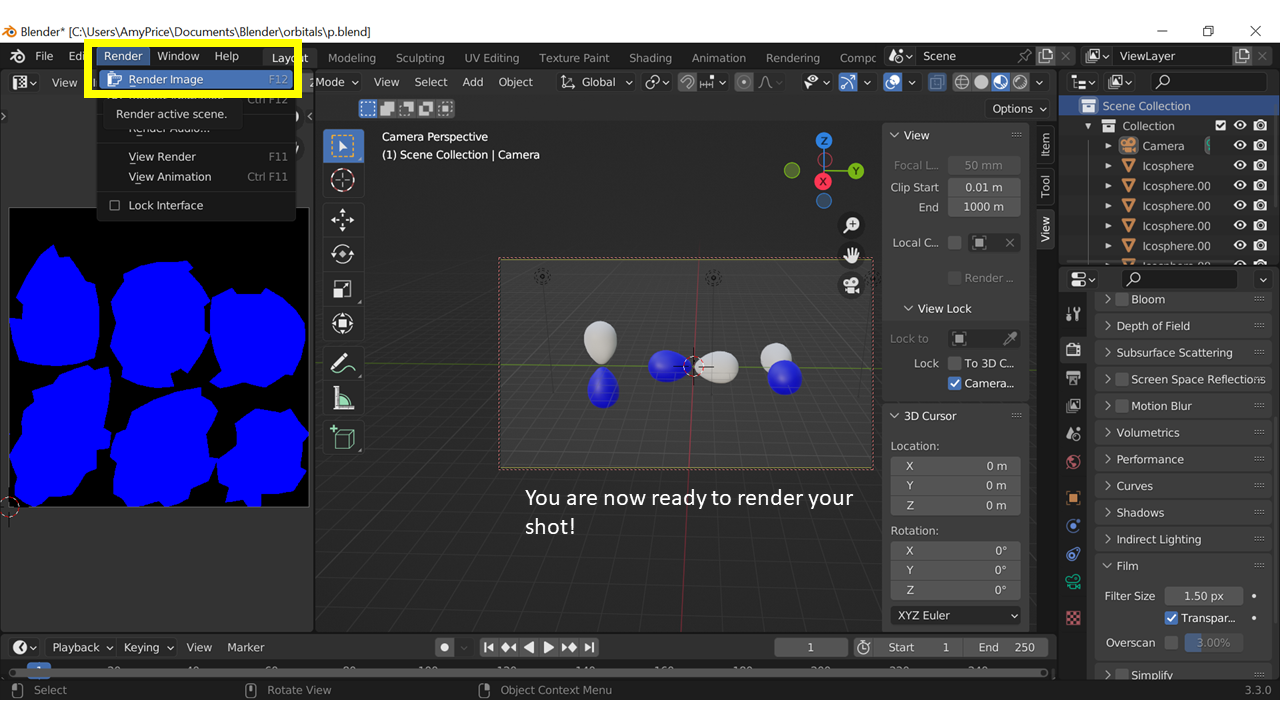 Blender* [C:\Users\AmyPrice\Documents\Blender\orbitals\p.blend]
File Render Window Help Modeling Sculpting UV Editing Texture Paint Shading Animation Rendering Scene ViewLayer
View Render Image F12 Mode View Select Add Object Global
Ctrl F12 Options
Render active scene.
Render Audio...
View Render F11
View Animation Ctrl F11
Lock Interface
Camera Perspective
(1) Scene Collection | Camera
Z
Y
X
View
Focal L... 50 mm
Clip Start 0.01 m
End 1000 m
Local C...
Render ...
View Lock
Lock to
Lock To 3D C...
Camera...
3D Cursor
Location:
X 0 m
Y 0 m
Z 0 m
Rotation:
X 0°
Y 0°
Z 0°
XYZ Euler
Item
Tool
View
Scene Collection
Collection
Camera
Icosphere
Icosphere.00
Icosphere.00
Icosphere.00
Icosphere.00
Bloom
Depth of Field
Subsurface Scattering
Screen Space Reflections
Motion Blur
Volumetrics
Performance
Curves
Shadows
Indirect Lighting
Film
Filter Size 1.50 px
Transpar...
Overscan 3.00%
Simplify
You are now ready to render your
shot!
Playback Keying View Marker 1 Start 1 End 250
Select Rotate View Object Context Menu 3.3.0